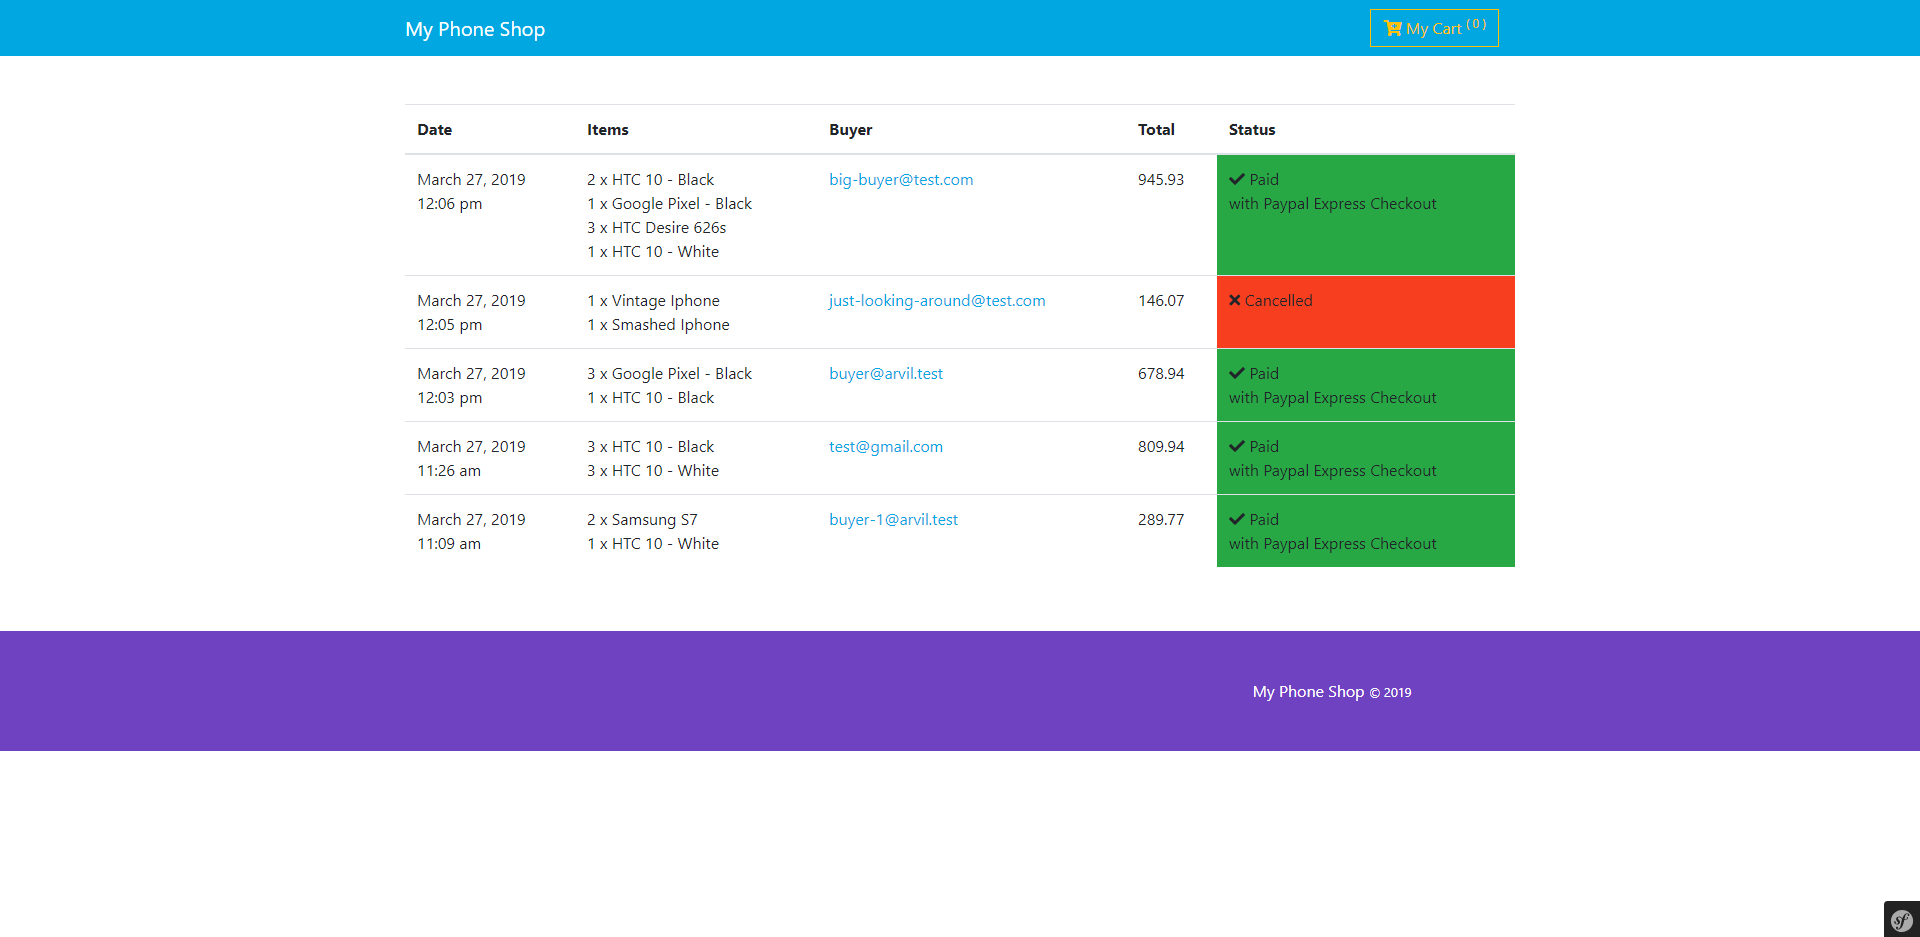 My Phone Shop
My Cart ( 0 )
Date Items Buyer Total Status
March 27, 2019 2 x HTC 10 - Black big-buyer@test.com 945.93 Paid
12:06 pm 1 x Google Pixel - Black with Paypal Express Checkout
3 x HTC Desire 626s
1 x HTC 10 - White
March 27, 2019 1 x Vintage Iphone just-looking-around@test.com 146.07 Cancelled
12:05 pm 1 x Smashed Iphone
March 27, 2019 3 x Google Pixel - Black buyer@arvil.test 678.94 Paid
12:03 pm 1 x HTC 10 - Black with Paypal Express Checkout
March 27, 2019 3 x HTC 10 - Black test@gmail.com 809.94 Paid
11:26 am 3 x HTC 10 - White with Paypal Express Checkout
March 27, 2019 2 x Samsung S7 buyer-1@arvil.test 289.77 Paid
11:09 am 1 x HTC 10 - White with Paypal Express Checkout
My Phone Shop © 2019
sf